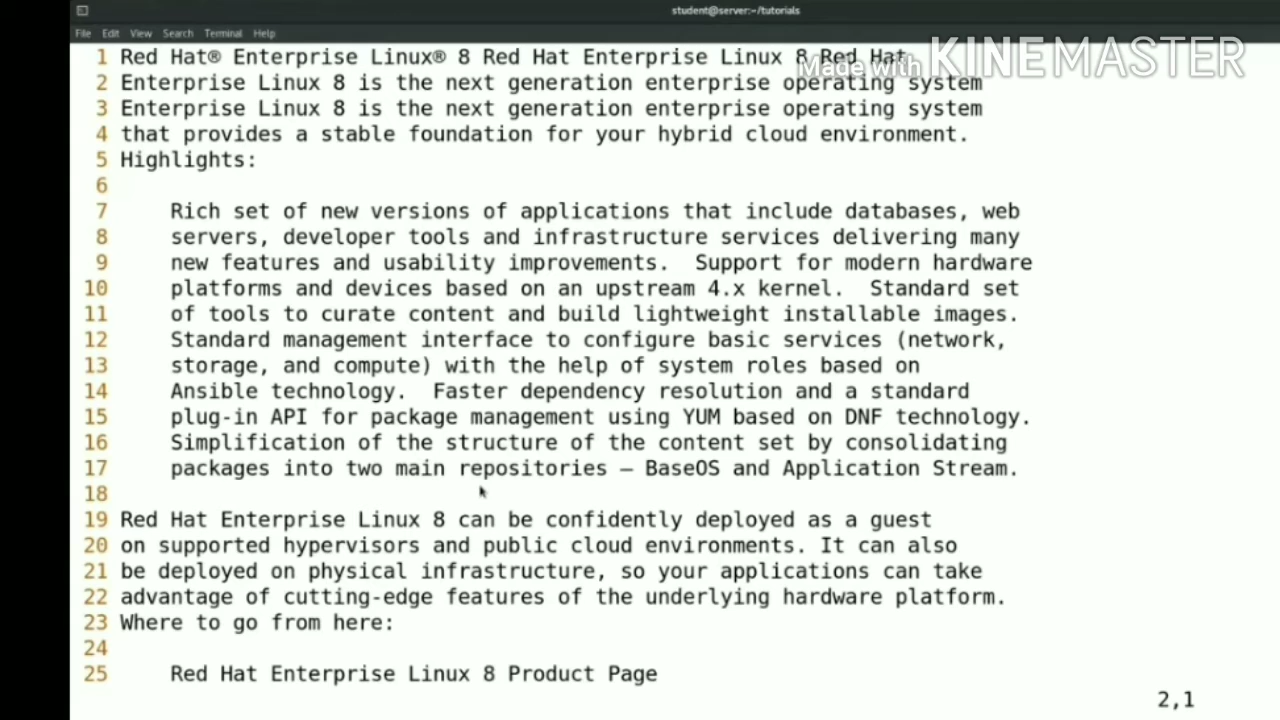 student@server:~/tutorials
File Edit View Search Terminal Help
1 Red Hat® Enterprise Linux® 8 Red Hat Enterprise Linux 8 Red Hat
Made with KINEMASTER
2 Enterprise Linux 8 is the next generation enterprise operating system
3 Enterprise Linux 8 is the next generation enterprise operating system
4 that provides a stable foundation for your hybrid cloud environment.
5 Highlights:
6
7 Rich set of new versions of applications that include databases, web
8 servers, developer tools and infrastructure services delivering many
9 new features and usability improvements.  Support for modern hardware
10 platforms and devices based on an upstream 4.x kernel.  Standard set
11 of tools to curate content and build lightweight installable images.
12 Standard management interface to configure basic services (network,
13 storage, and compute) with the help of system roles based on
14 Ansible technology.  Faster dependency resolution and a standard
15 plug-in API for package management using YUM based on DNF technology.
16 Simplification of the structure of the content set by consolidating
17 packages into two main repositories – BaseOS and Application Stream.
18
19 Red Hat Enterprise Linux 8 can be confidently deployed as a guest
20 on supported hypervisors and public cloud environments. It can also
21 be deployed on physical infrastructure, so your applications can take
22 advantage of cutting-edge features of the underlying hardware platform.
23 Where to go from here:
24
25 Red Hat Enterprise Linux 8 Product Page
2,1